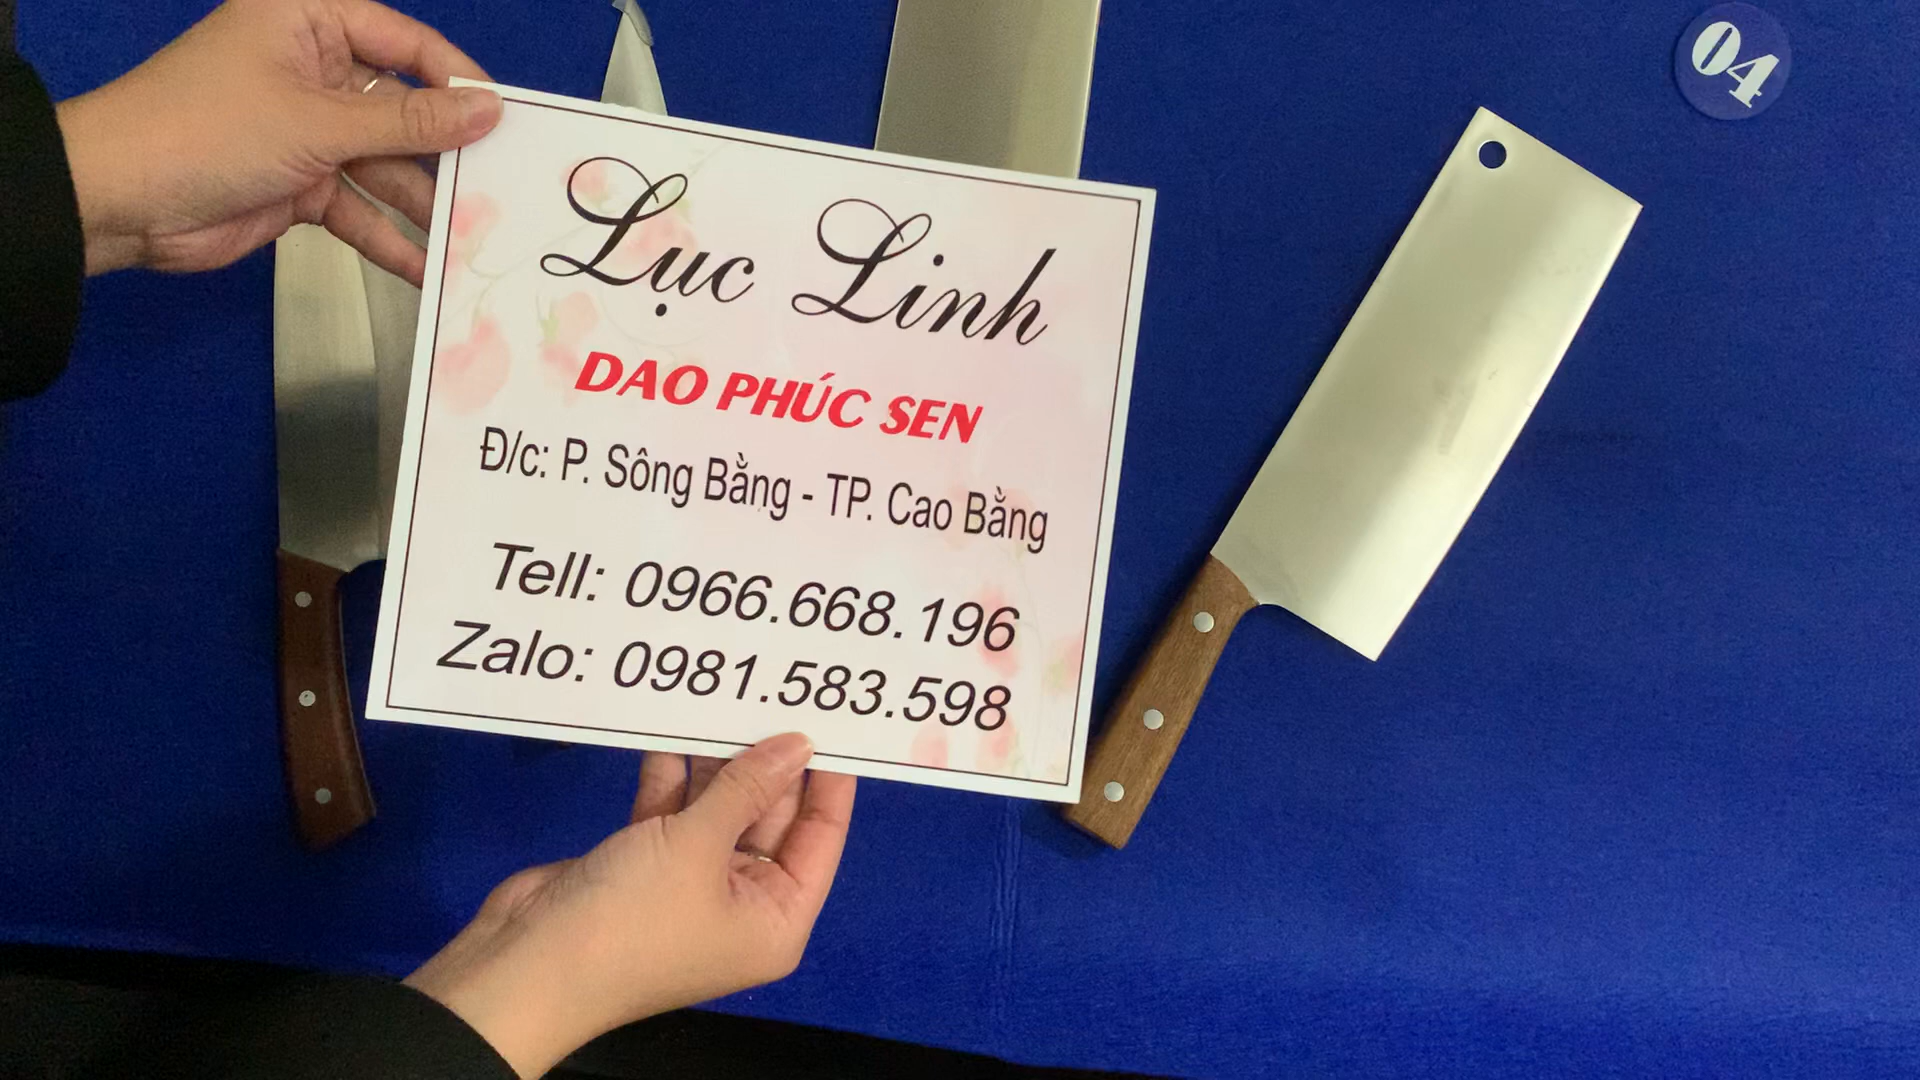 04
Lục Linh
DAO PHÚC SEN
Đ/c: P. Sông Bằng - TP. Cao Bằng
Tell: 0966.668.196
Zalo: 0981.583.598